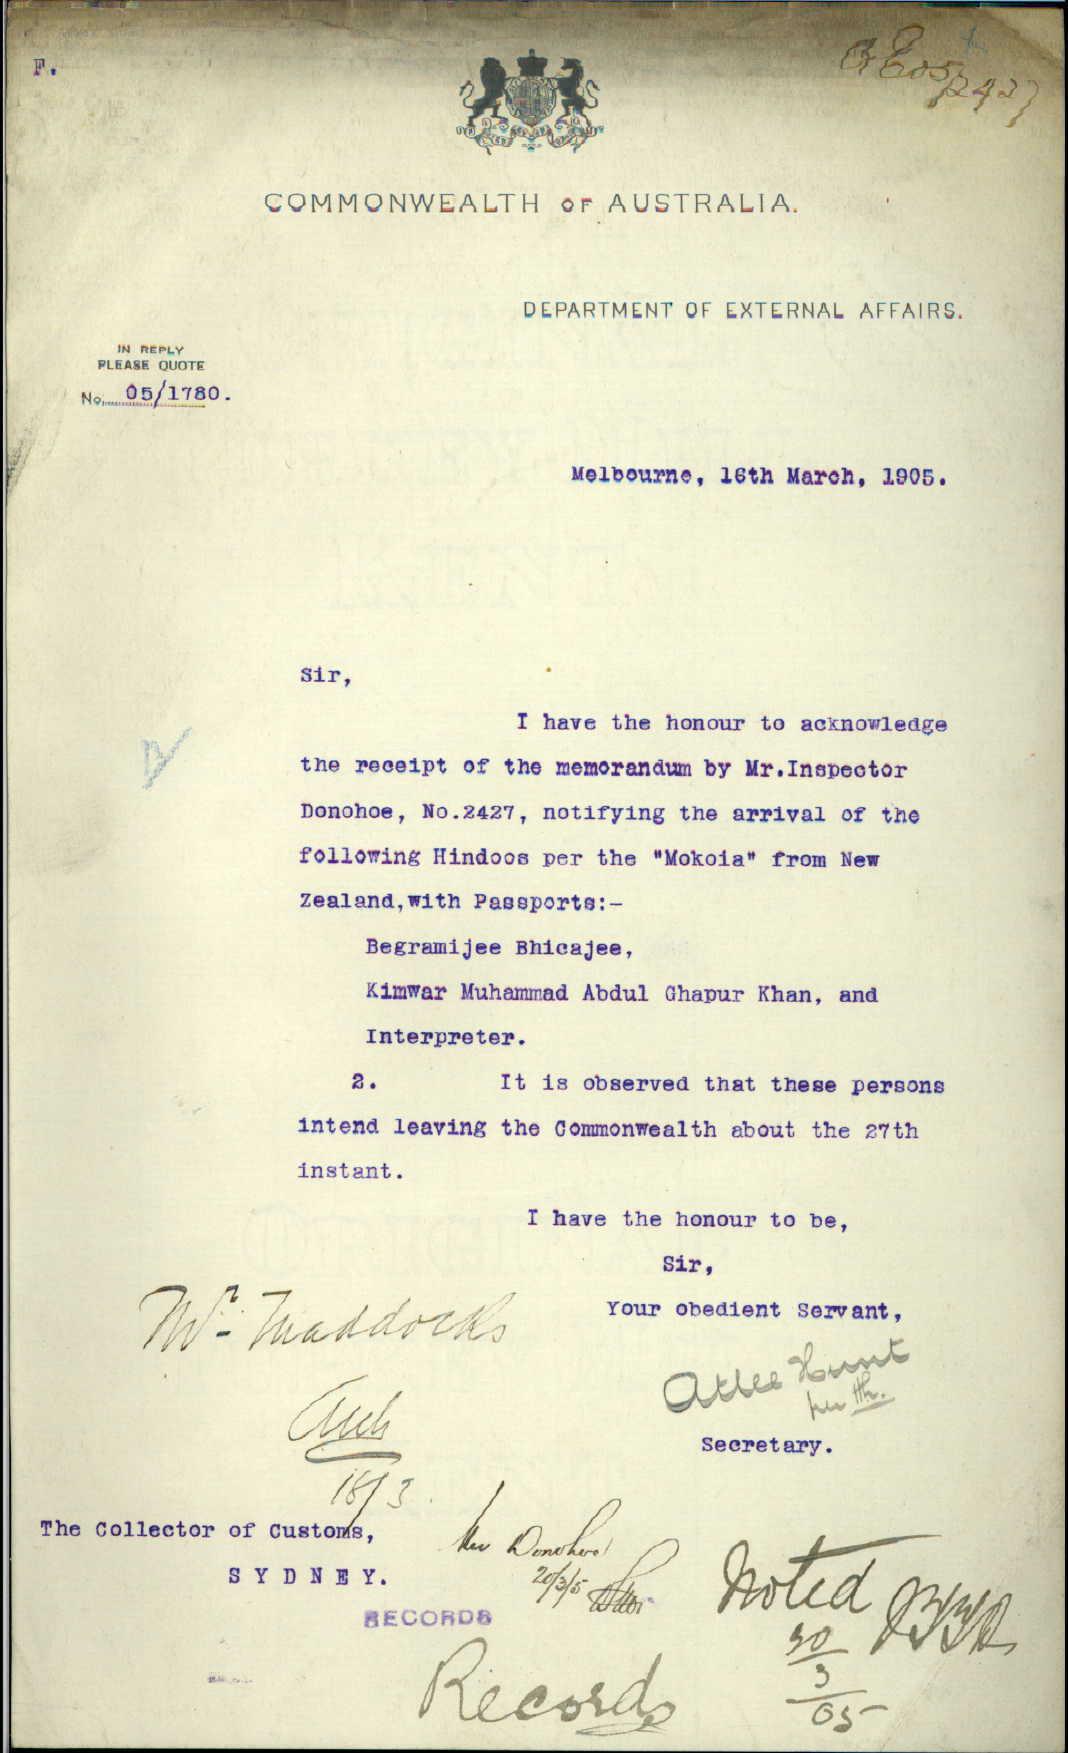 F.
COMMONWEALTH OF AUSTRALIA.
DEPARTMENT OF EXTERNAL AFFAIRS.
IN REPLY
PLEASE QUOTE
No. 05/1780.
Melbourne, 16th March, 1905.
Sir,
I have the honour to acknowledge
the receipt of the memorandum by Mr.Inspector
Donohoe, No.2427, notifying the arrival of the
following Hindoos per the "Mokoia" from New
Zealand,with Passports:-
Begramijee Bhicajee,
Kimwar Muhammad Abdul Ghapur Khan, and
Interpreter.
2. It is observed that these persons
intend leaving the Commonwealth about the 27th
instant.
I have the honour to be,
Sir,
Your obedient Servant,
Atlee Hunt
Secretary.
Mr. Maddocks
18/3
The Collector of Customs,
SYDNEY.
Mr Donohoe
20/3/5
RECORDS
Noted
30
3
05
Records